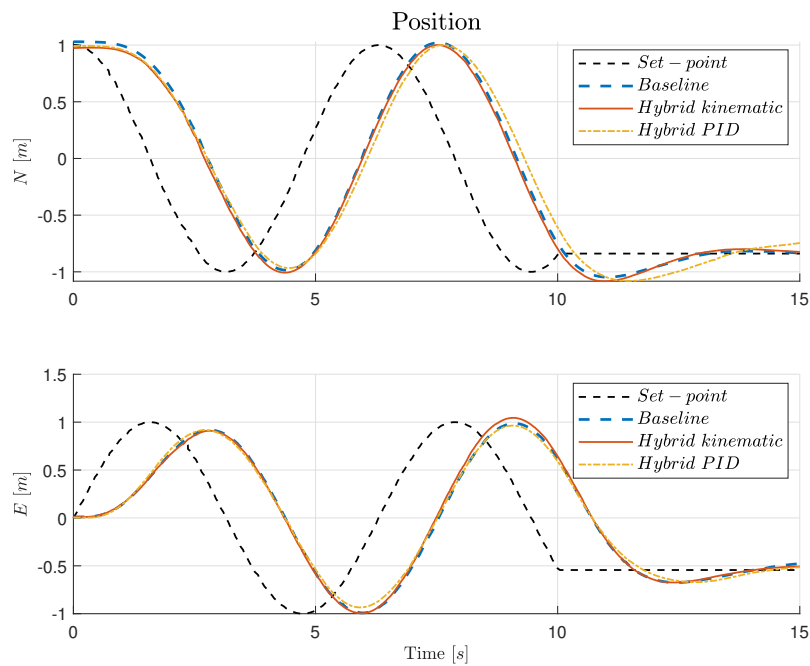 Position
1
0.5
0
-0.5
-1
N [m]
0
5
10
15
Set − point
Baseline
Hybrid kinematic
Hybrid PID
1.5
1
0.5
0
-0.5
-1
E [m]
0
5
10
15
Set − point
Baseline
Hybrid kinematic
Hybrid PID
Time [s]